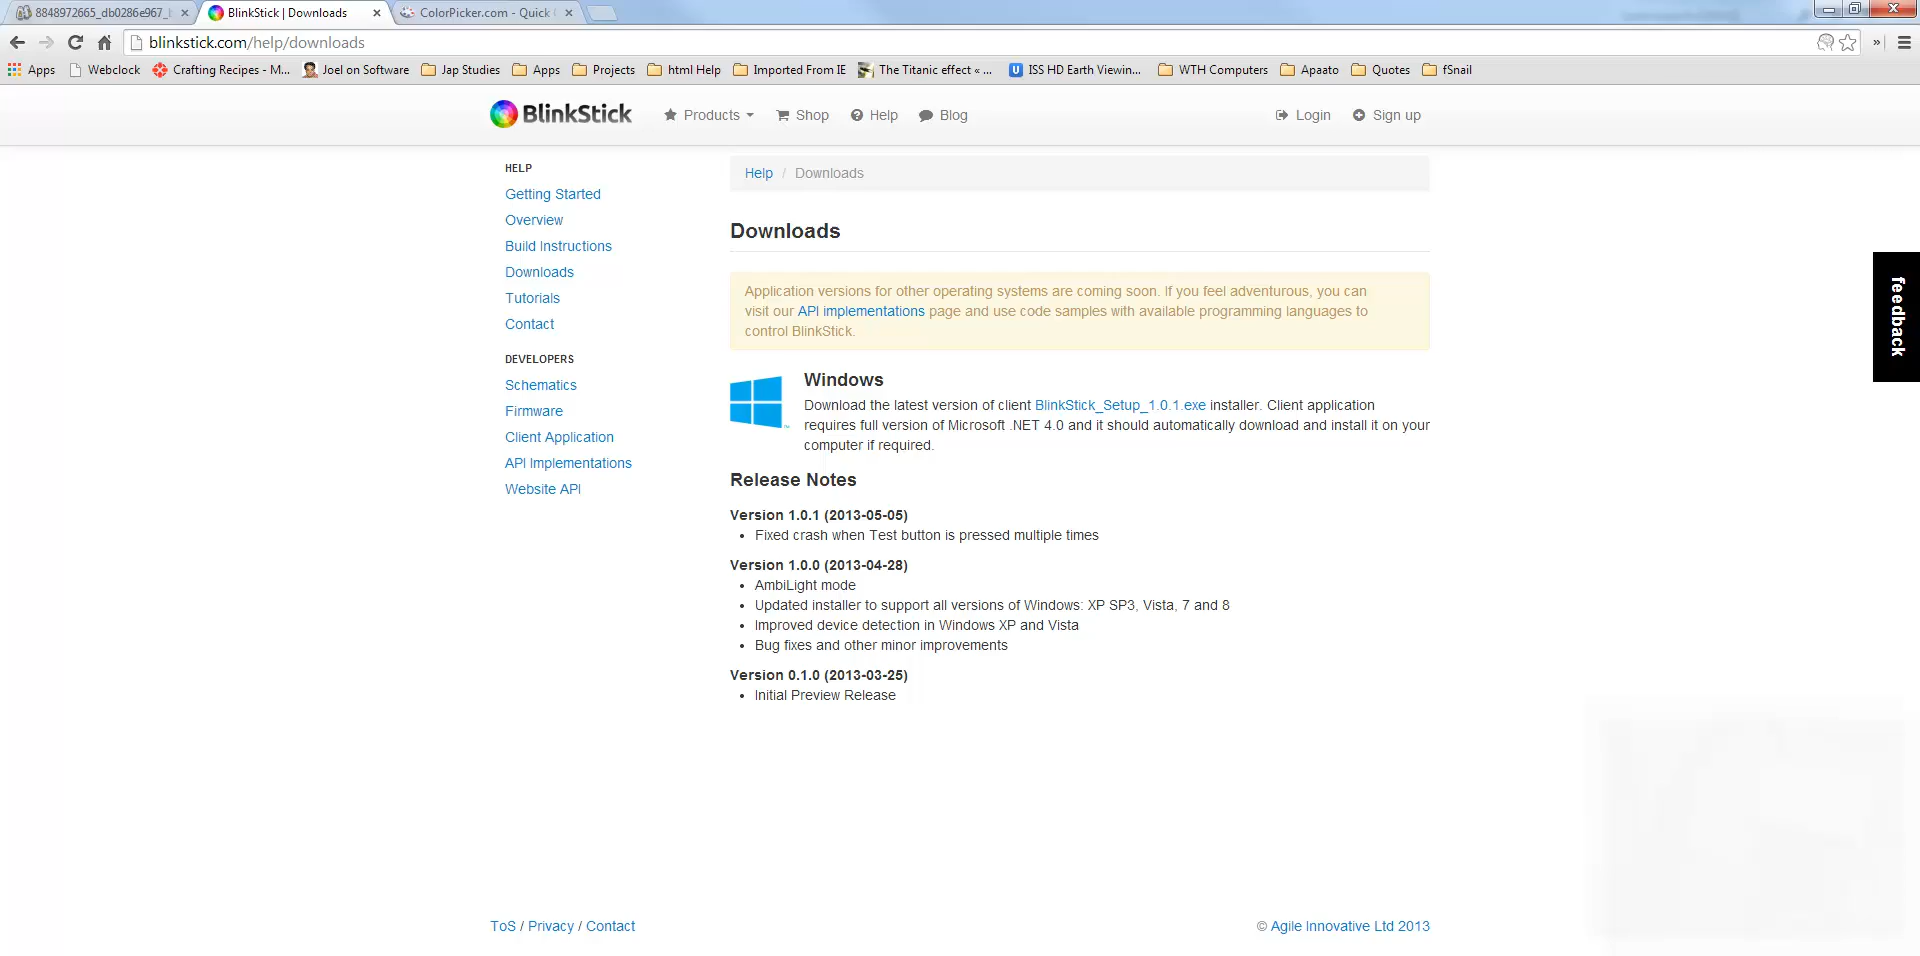 8848972665_db0286e967_
BlinkStick | Downloads
ColorPicker.com - Quick
blinkstick.com/help/downloads
Apps
Webclock
Crafting Recipes - M...
Joel on Software
Jap Studies
Apps
Projects
html Help
Imported From IE
The Titanic effect « ...
ISS HD Earth Viewin...
WTH Computers
Apaato
Quotes
fSnail
BlinkStick
Products
Shop
Help
Blog
Login
Sign up
HELP
Getting Started
Overview
Build Instructions
Downloads
Tutorials
Contact
DEVELOPERS
Schematics
Firmware
Client Application
API Implementations
Website API
Help / Downloads
Downloads
Application versions for other operating systems are coming soon. If you feel adventurous, you can
visit our API implementations page and use code samples with available programming languages to
control BlinkStick.
Windows
Download the latest version of client BlinkStick_Setup_1.0.1.exe installer. Client application
requires full version of Microsoft .NET 4.0 and it should automatically download and install it on your
computer if required.
Release Notes
Version 1.0.1 (2013-05-05)
• Fixed crash when Test button is pressed multiple times
Version 1.0.0 (2013-04-28)
• AmbiLight mode
• Updated installer to support all versions of Windows: XP SP3, Vista, 7 and 8
• Improved device detection in Windows XP and Vista
• Bug fixes and other minor improvements
Version 0.1.0 (2013-03-25)
• Initial Preview Release
feedback
ToS / Privacy / Contact
© Agile Innovative Ltd 2013